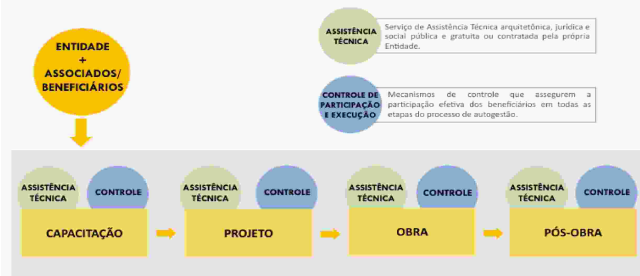 ENTIDADE
+
ASSOCIADOS/
BENEFICIÁRIOS
ASSISTÊNCIA
TÉCNICA
Serviço de Assistência Técnica arquitetônica, jurídica e
social pública e gratuita ou contratada pela própria
Entidade.
CONTROLE DE
PARTICIPAÇÃO
E EXECUÇÃO
Mecanismos de controle que assegurem a
participação efetiva dos beneficiários em todas as
etapas do processo de autogestão.
ASSISTÊNCIA
TÉCNICA
CONTROLE
CAPACITAÇÃO
ASSISTÊNCIA
TÉCNICA
CONTROLE
PROJETO
ASSISTÊNCIA
TÉCNICA
CONTROLE
OBRA
ASSISTÊNCIA
TÉCNICA
CONTROLE
PÓS-OBRA